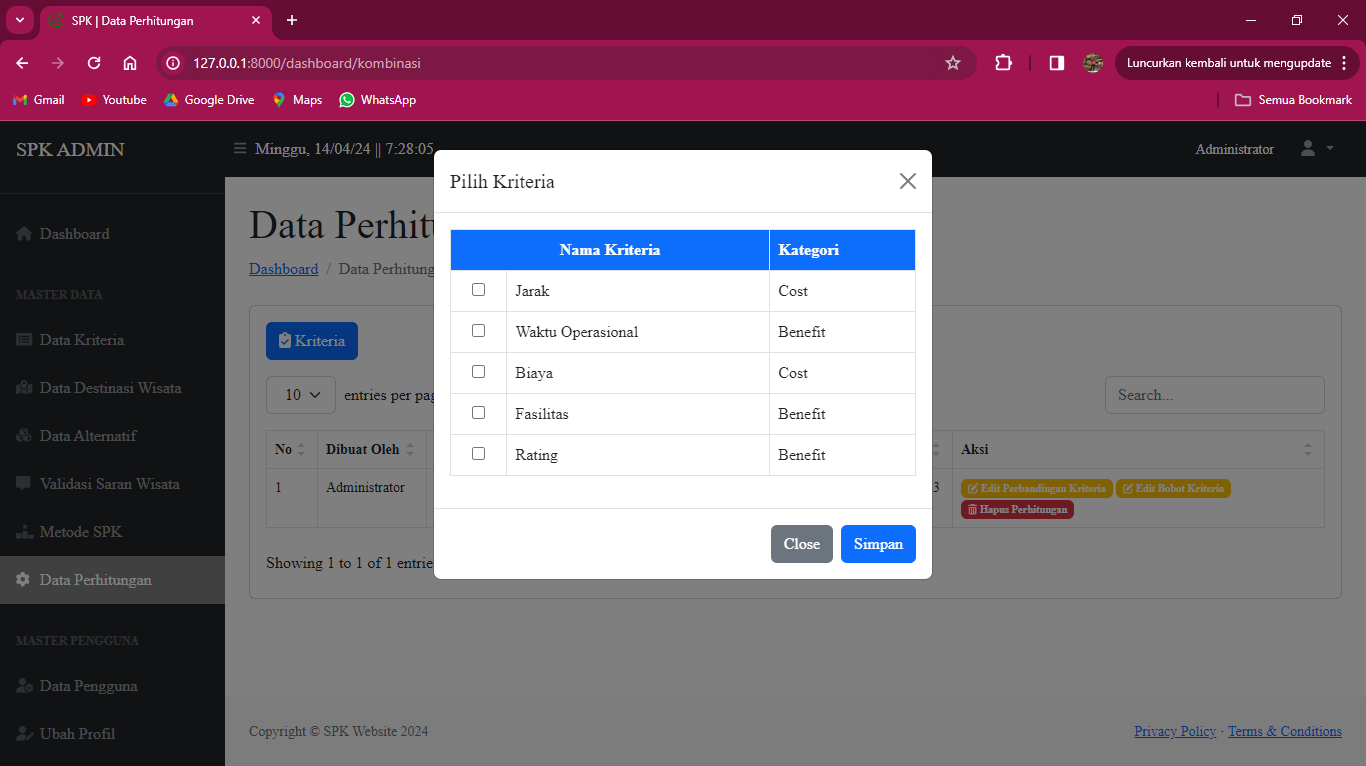 SPK | Data Perhitungan
127.0.0.1:8000/dashboard/kombinasi
Luncurkan kembali untuk mengupdate
Gmail
Youtube
Google Drive
Maps
WhatsApp
Semua Bookmark
SPK ADMIN
Minggu, 14/04/24 || 7:28:05
Administrator
Dashboard
MASTER DATA
Data Kriteria
Data Destinasi Wisata
Data Alternatif
Validasi Saran Wisata
Metode SPK
Data Perhitungan
MASTER PENGGUNA
Data Pengguna
Ubah Profil
Data Perhit
Dashboard / Data Perhitung
Kriteria
10 entries per pag
Search...
No Dibuat Oleh Aksi
1 Administrator 3 Edit Perbandingan Kriteria Edit Bobot Kriteria
Hapus Perhitungan
Showing 1 to 1 of 1 entrie
Pilih Kriteria
Nama Kriteria Kategori
Jarak Cost
Waktu Operasional Benefit
Biaya Cost
Fasilitas Benefit
Rating Benefit
Close Simpan
Copyright © SPK Website 2024
Privacy Policy · Terms & Conditions